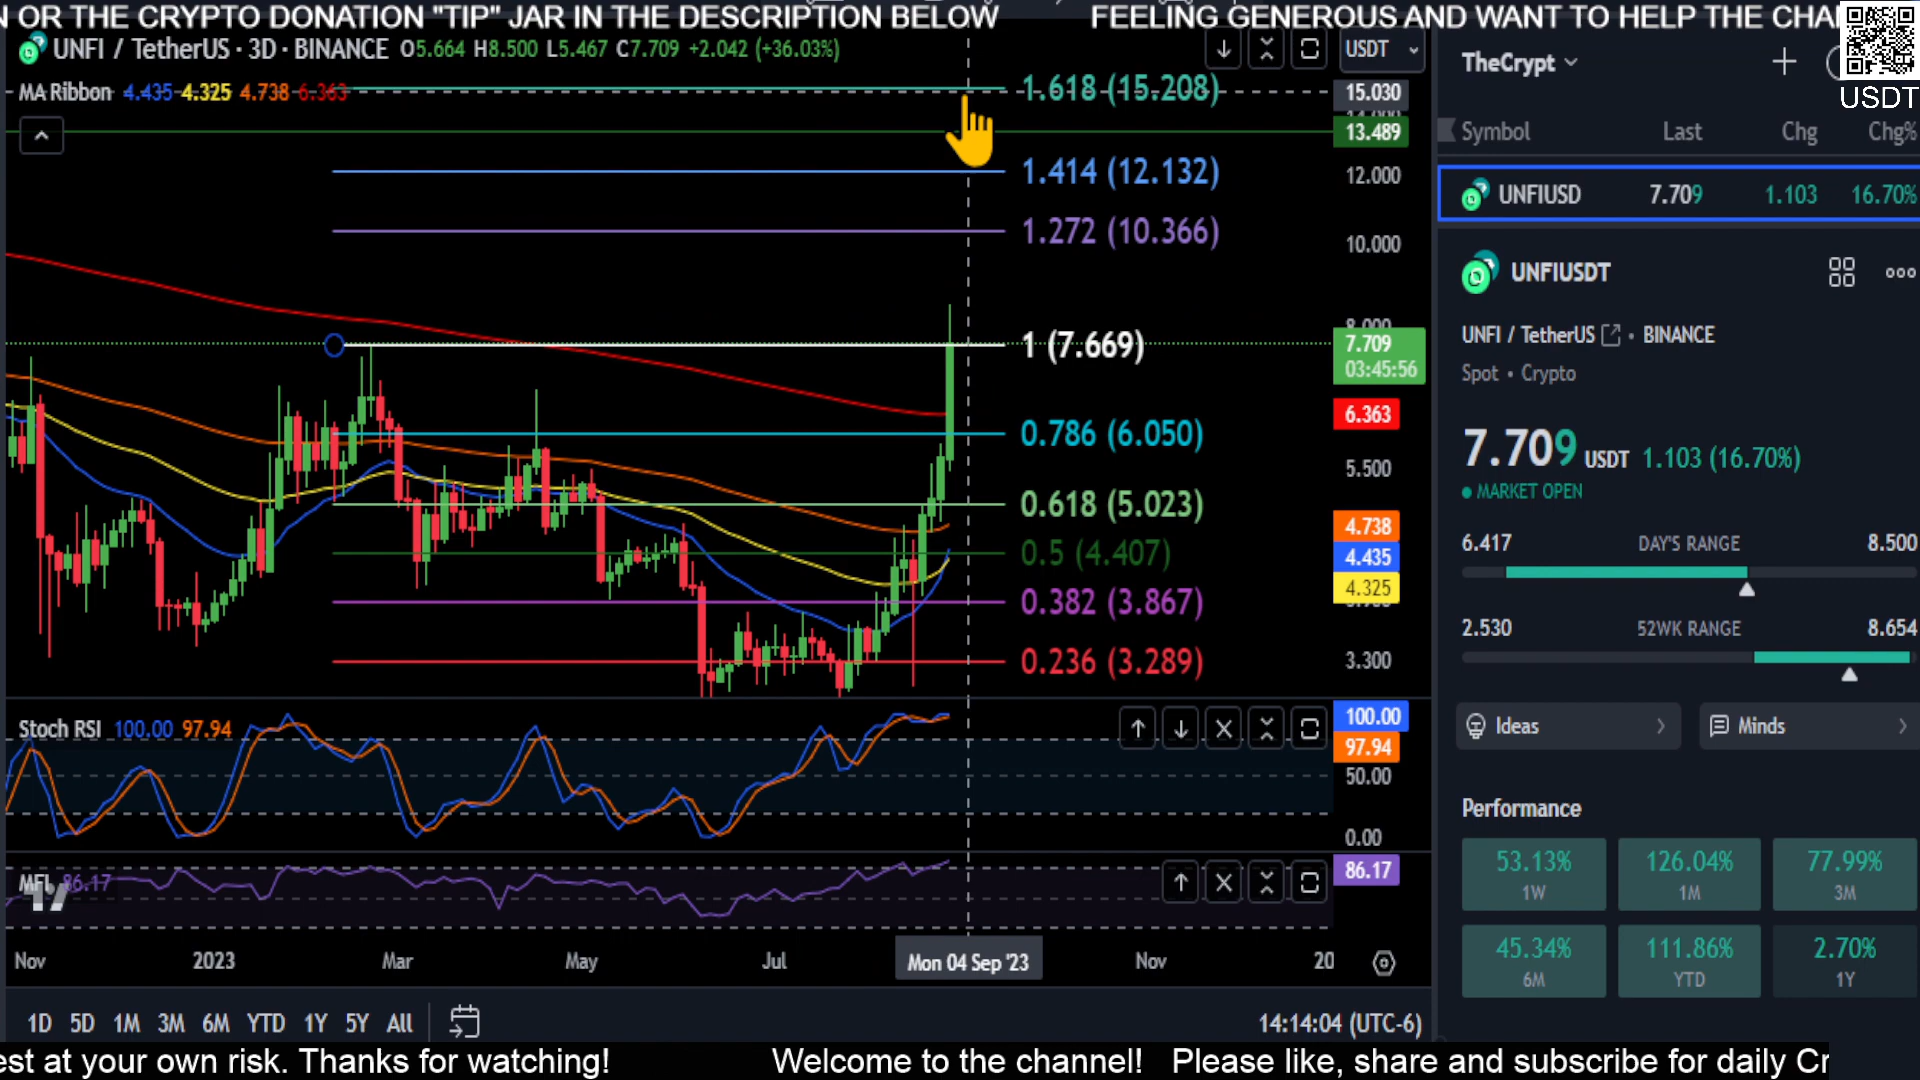 N OR THE CRYPTO DONATION "TIP" JAR IN THE DESCRIPTION BELOW FEELING GENEROUS AND WANT TO HELP THE CHA
UNFI / TetherUS · 3D · BINANCE O5.664 H8.500 L5.467 C7.709 +2.042 (+36.03%)
USDT
MA Ribbon 4.435 4.325 4.738 6.363
1.618 (15.208)
15.030
13.489
1.414 (12.132)
12.000
1.272 (10.366)
10.000
8.000
1 (7.669)
7.709
03:45:56
6.363
0.786 (6.050)
5.500
0.618 (5.023)
4.738
0.5 (4.407)
4.435
4.325
0.382 (3.867)
0.236 (3.289)
3.300
Stoch RSI 100.00 97.94
100.00
97.94
50.00
0.00
MFI 86.17
86.17
Nov 2023 Mar May Jul Mon 04 Sep '23 Nov 20
1D 5D 1M 3M 6M YTD 1Y 5Y All
14:14:04 (UTC-6)
TheCrypt
USDT
Symbol Last Chg Chg%
UNFIUSD 7.709 1.103 16.70%
UNFIUSDT
UNFI / TetherUS • BINANCE
Spot • Crypto
7.709 USDT 1.103 (16.70%)
MARKET OPEN
6.417 DAY'S RANGE 8.500
2.530 52WK RANGE 8.654
Ideas
Minds
Performance
53.13% 126.04% 77.99%
1W 1M 3M
45.34% 111.86% 2.70%
6M YTD 1Y
est at your own risk. Thanks for watching! Welcome to the channel! Please like, share and subscribe for daily Cr